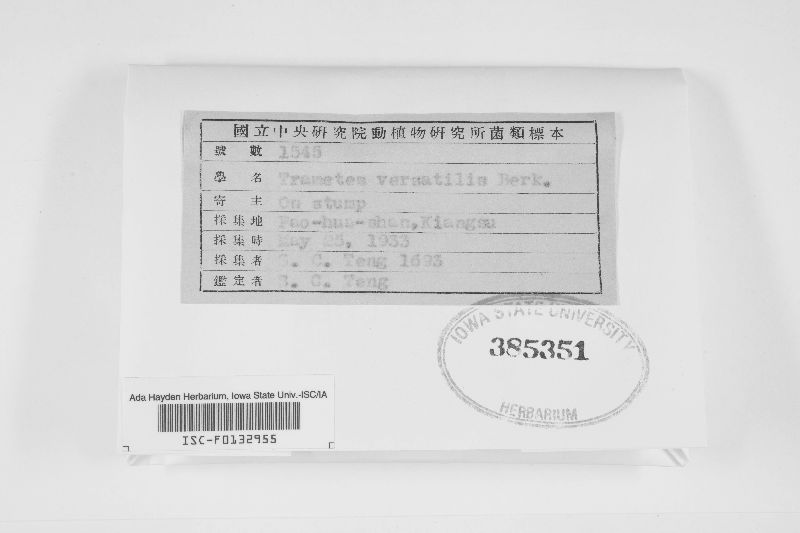 國立中央研究院動植物研究所菌類標本
號數 1545
學名 Trametes versatilis Berk.
寄主 On stump
採集地 Pao-hua-shan,Kiangsu
採集時 May 25, 1933
採集者 S. C. Teng 1693
鑑定者 S. C. Teng
IOWA STATE UNIVERSITY
385351
HERBARIUM
Ada Hayden Herbarium, Iowa State Univ.-ISC/IA
ISC-F0132955